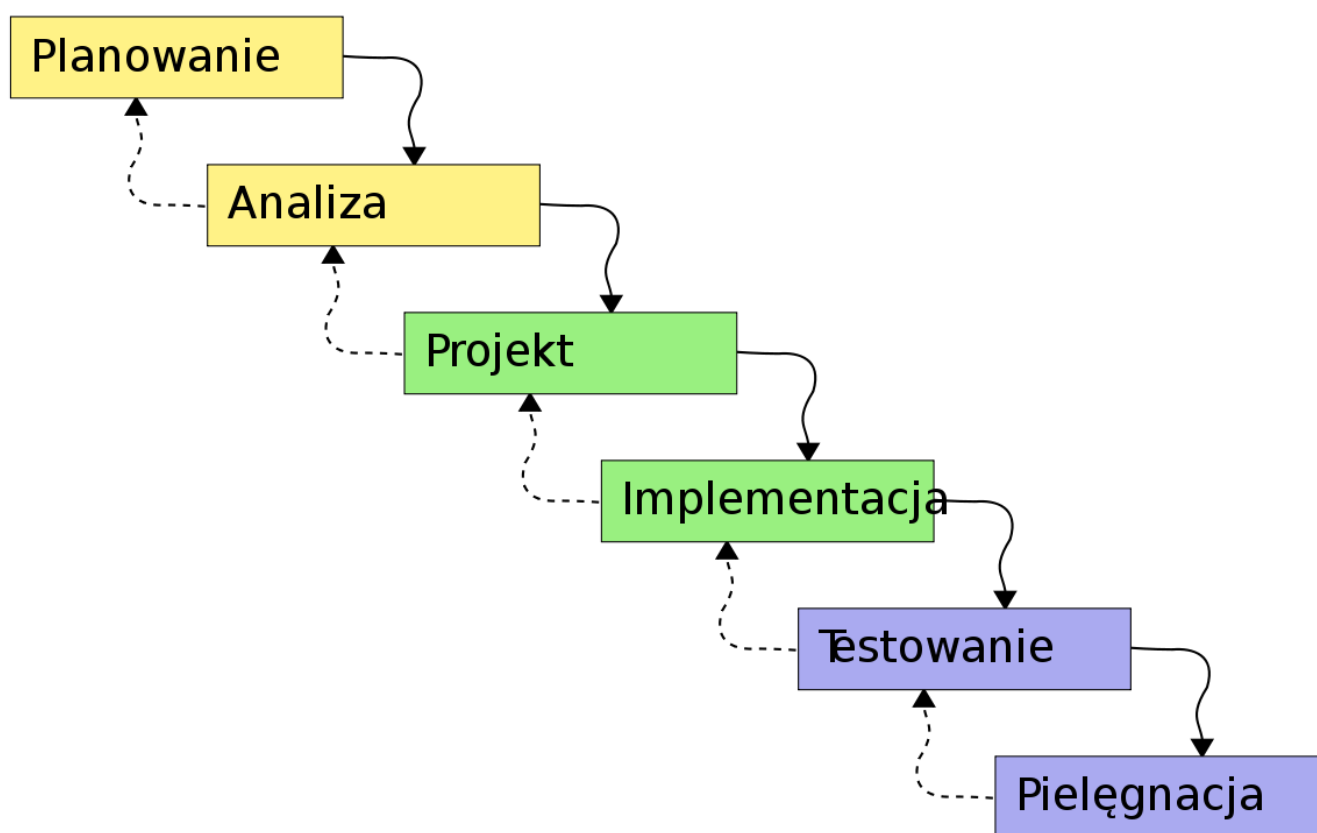 Planowanie
Analiza
Projekt
Implementacja
Testowanie
Pielęgnacja